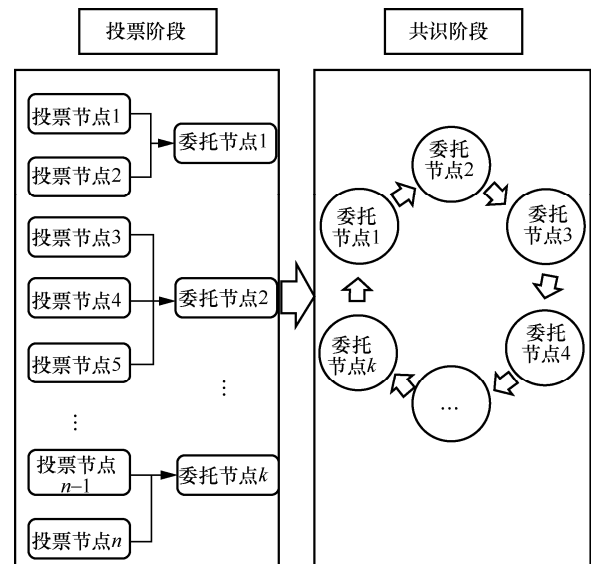 投票阶段
共识阶段
投票节点1
投票节点2
委托节点1
投票节点3
投票节点4
投票节点5
委托节点2
⋮
⋮
投票节点
n–1
投票节点n
委托节点k
委托
节点1
委托
节点2
委托
节点3
委托
节点4
…
委托
节点k